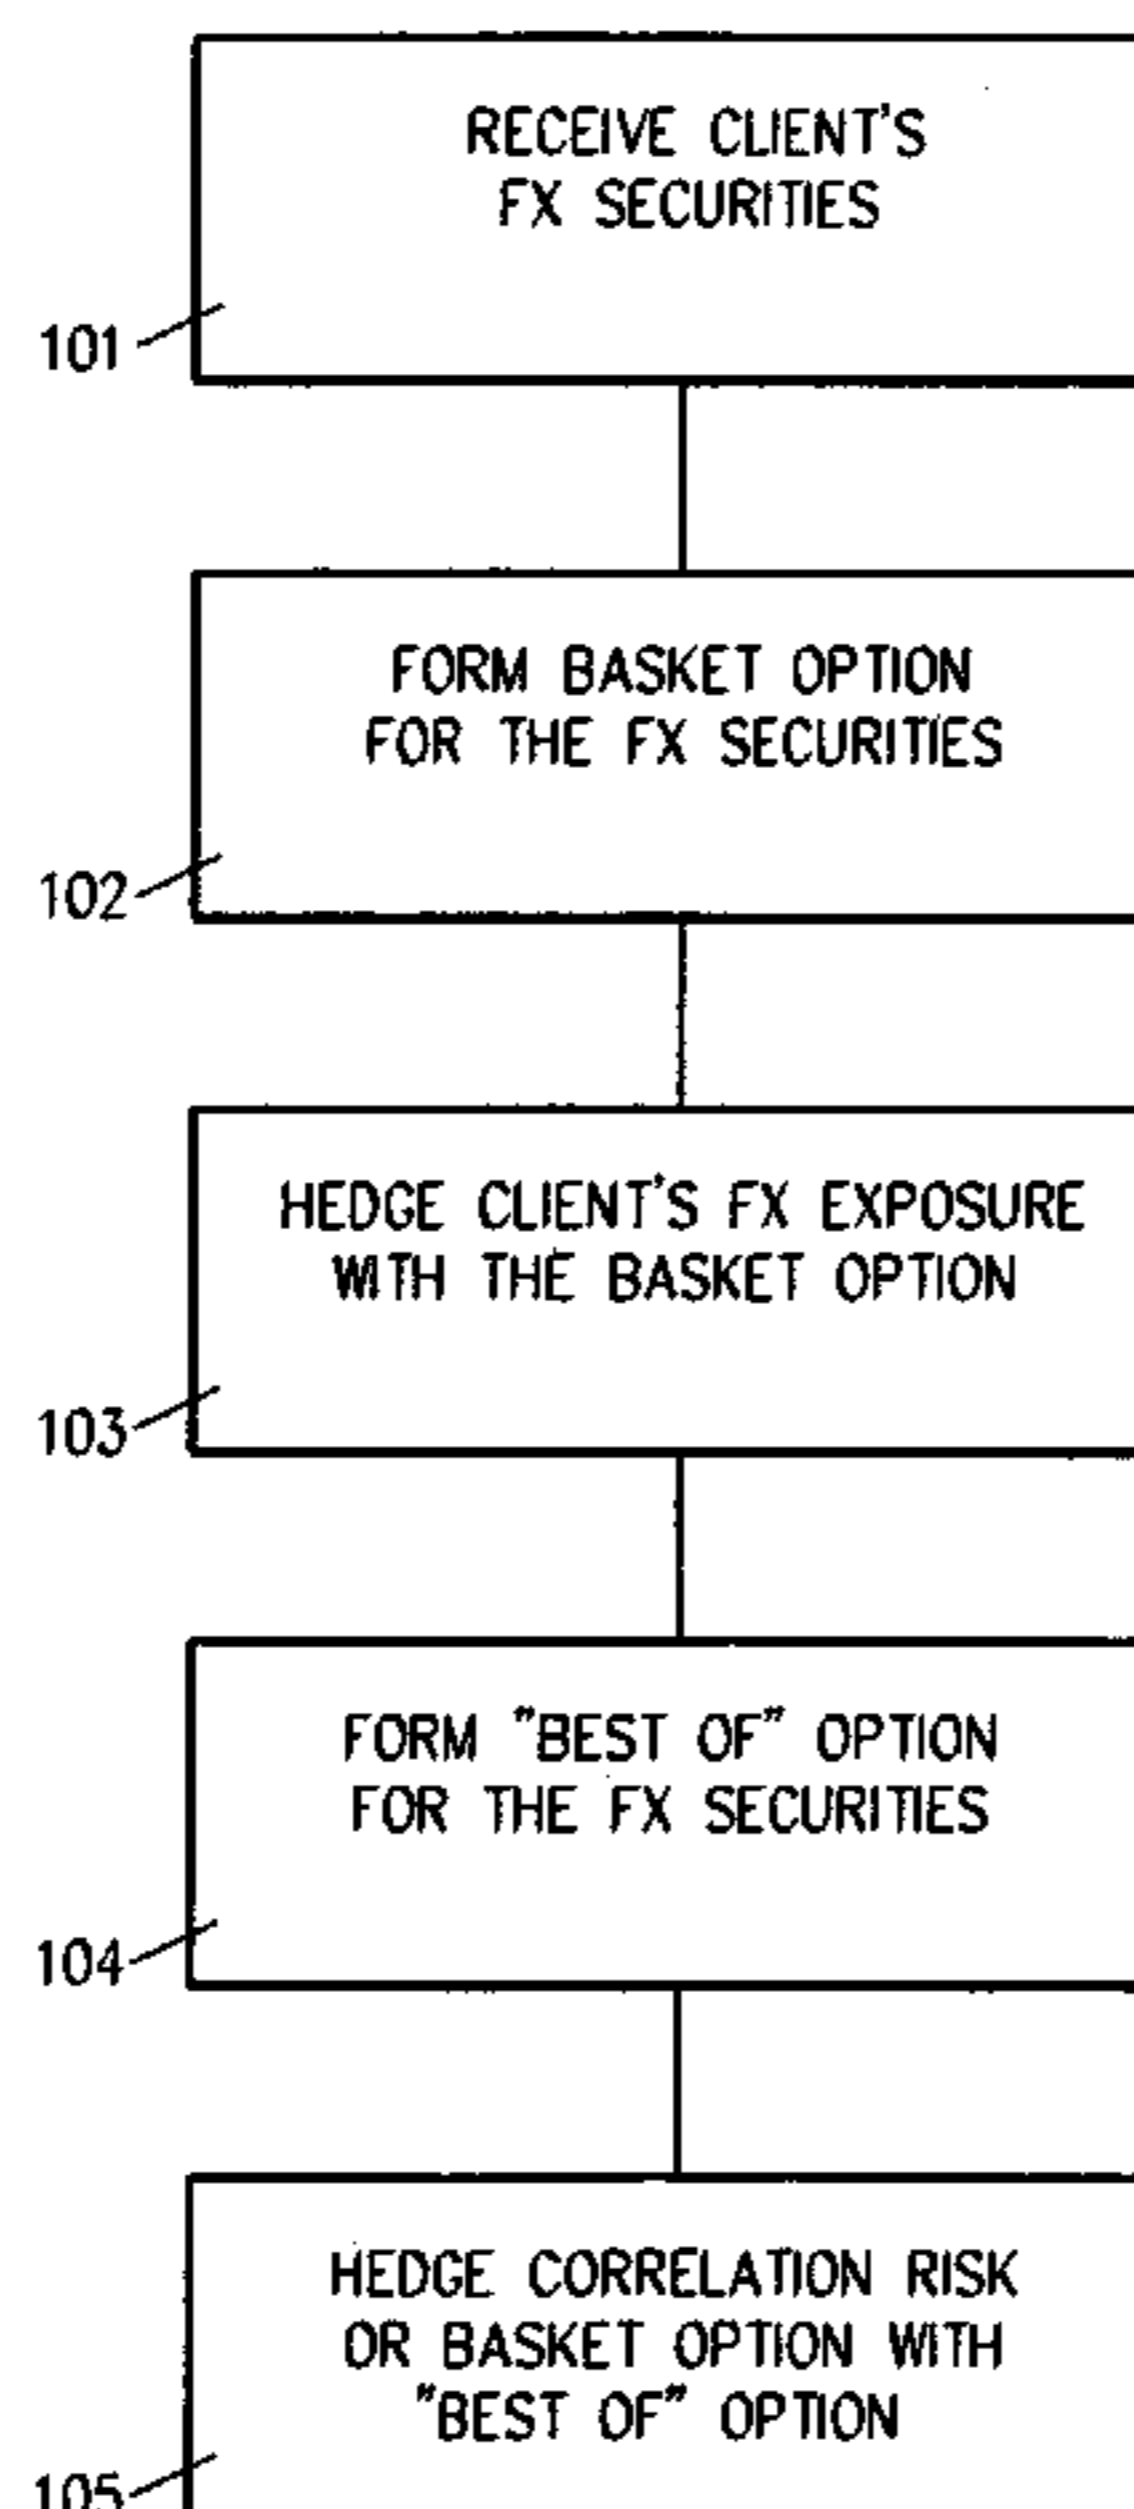 RECEIVE CLIENT'S
FX SECURITIES
101
FORM BASKET OPTION
FOR THE FX SECURITIES
102
HEDGE CLIENT'S FX EXPOSURE
WITH THE BASKET OPTION
103
FORM "BEST OF" OPTION
FOR THE FX SECURITIES
104
HEDGE CORRELATION RISK
OR BASKET OPTION WITH
"BEST OF" OPTION
105